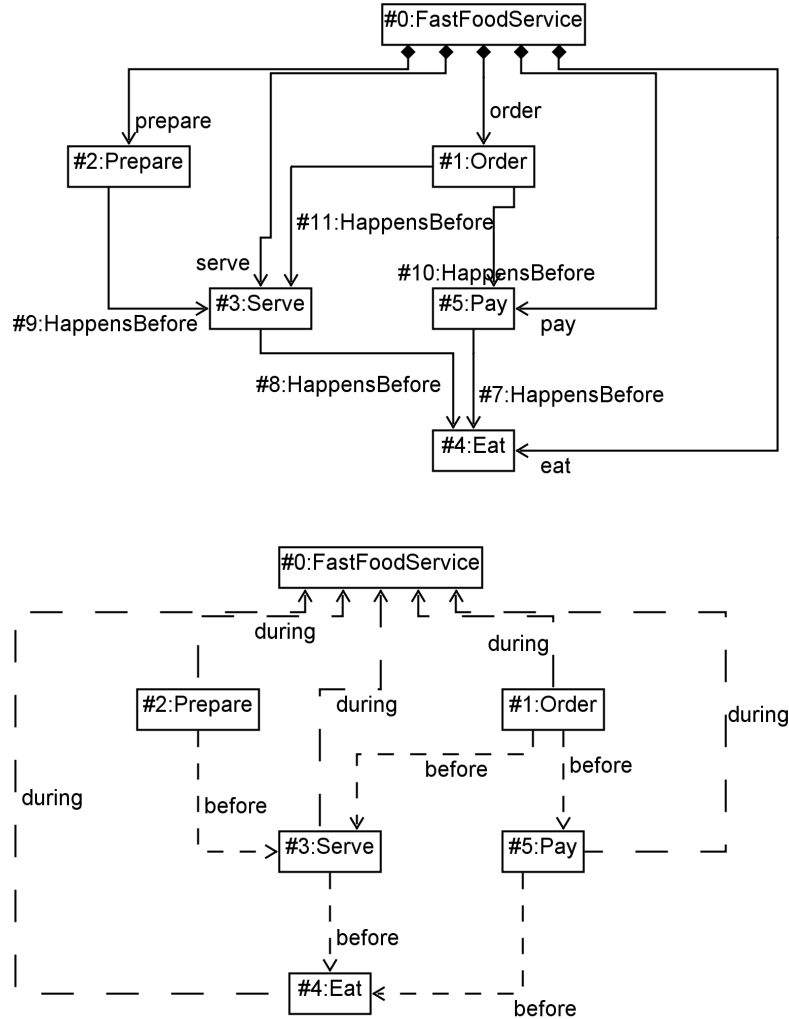 #0:FastFoodService
prepare
order
#2:Prepare
#1:Order
#11:HappensBefore
serve
#10:HappensBefore
#3:Serve
#5:Pay
#9:HappensBefore
pay
#8:HappensBefore
#7:HappensBefore
#4:Eat
eat
#0:FastFoodService
during
during
#2:Prepare
during
#1:Order
during
before
before
during
before
#3:Serve
#5:Pay
before
#4:Eat
before